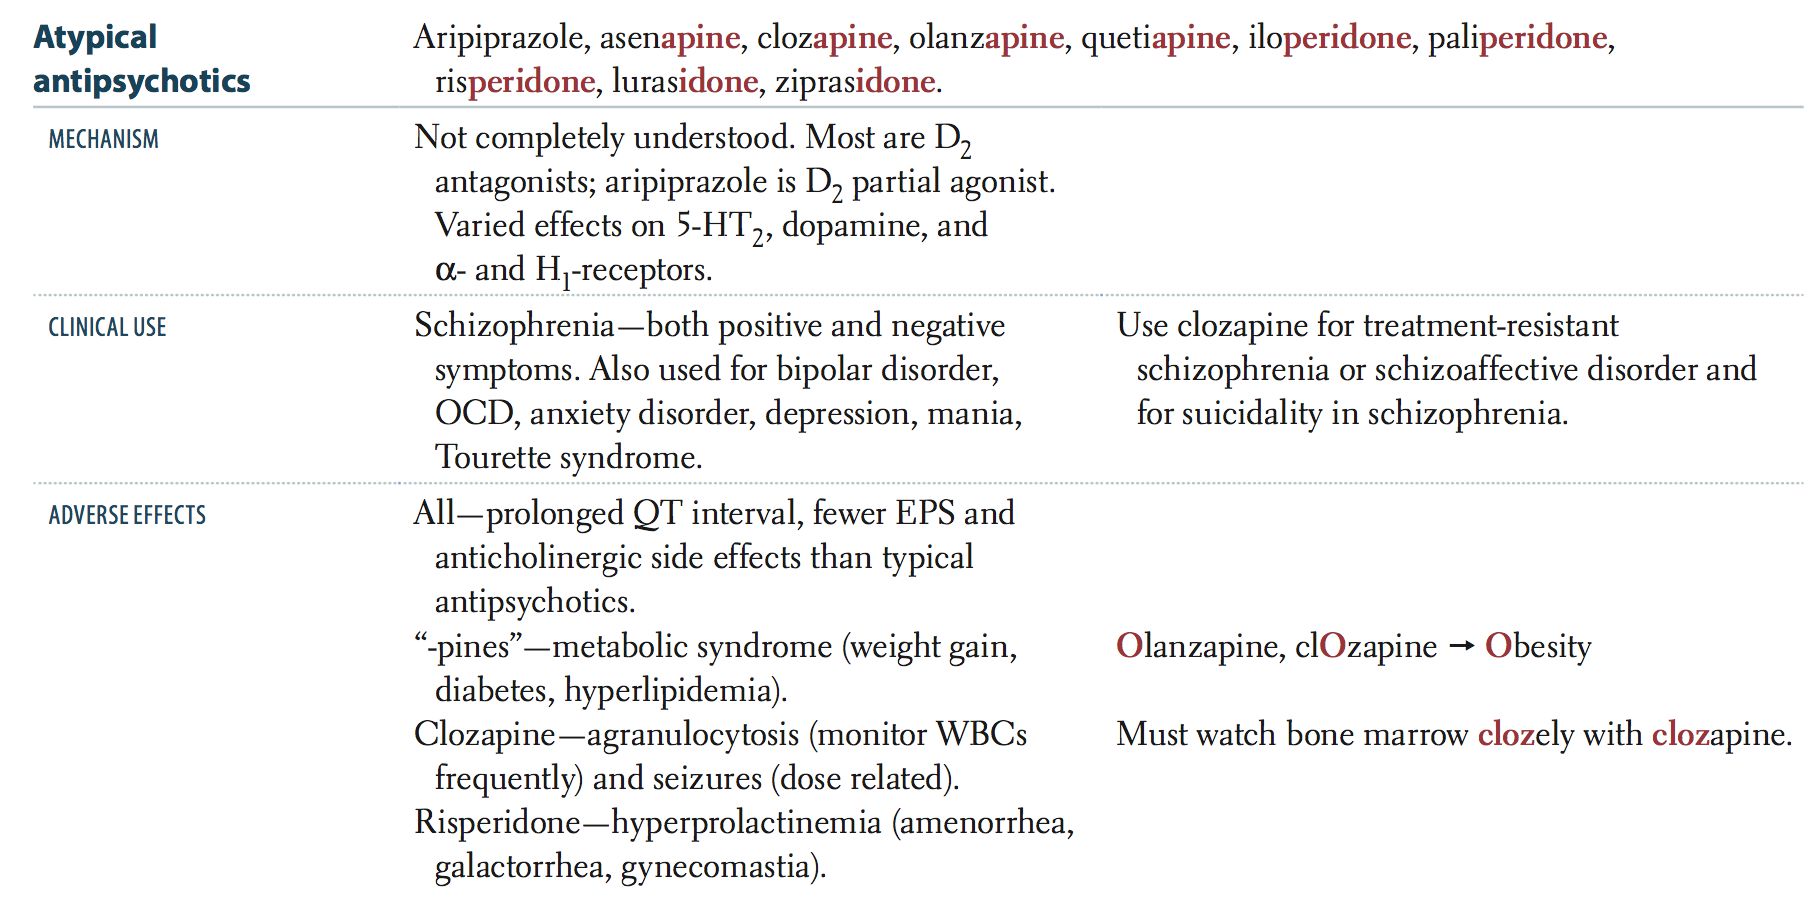 Atypical
antipsychotics
Aripiprazole, asenapine, clozapine, olanzapine, quetiapine, iloperidone, paliperidone,
risperidone, lurasidone, ziprasidone.
MECHANISM
Not completely understood. Most are D₂
antagonists; aripiprazole is D₂ partial agonist.
Varied effects on 5-HT₂, dopamine, and
α- and H₁-receptors.
CLINICAL USE
Schizophrenia—both positive and negative
symptoms. Also used for bipolar disorder,
OCD, anxiety disorder, depression, mania,
Tourette syndrome.
Use clozapine for treatment-resistant
schizophrenia or schizoaffective disorder and
for suicidality in schizophrenia.
ADVERSE EFFECTS
All—prolonged QT interval, fewer EPS and
anticholinergic side effects than typical
antipsychotics.
“-pines”—metabolic syndrome (weight gain,
diabetes, hyperlipidemia).
Olanzapine, clOzapine → Obesity
Clozapine—agranulocytosis (monitor WBCs
frequently) and seizures (dose related).
Must watch bone marrow clozely with clozapine.
Risperidone—hyperprolactinemia (amenorrhea,
galactorrhea, gynecomastia).